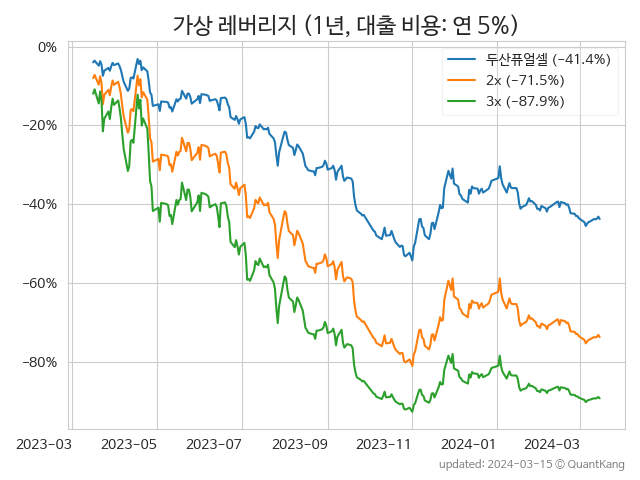 가상 레버리지 (1년, 대출 비용: 연 5%)
0%
−20%
−40%
−60%
−80%
두산퓨얼셀 (−41.4%)
2x (−71.5%)
3x (−87.9%)
2023-03 2023-05 2023-07 2023-09 2023-11 2024-01 2024-03
updated: 2024-03-15 © QuantKang